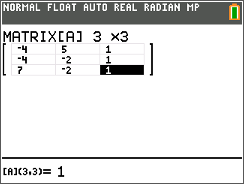 NORMAL FLOAT AUTO REAL RADIAN MP
MATRIX[A] 3 ×3
[ -4 5 1 ]
[ -4 -2 1 ]
[ 7 -2 1 ]
[A](3,3)= 1